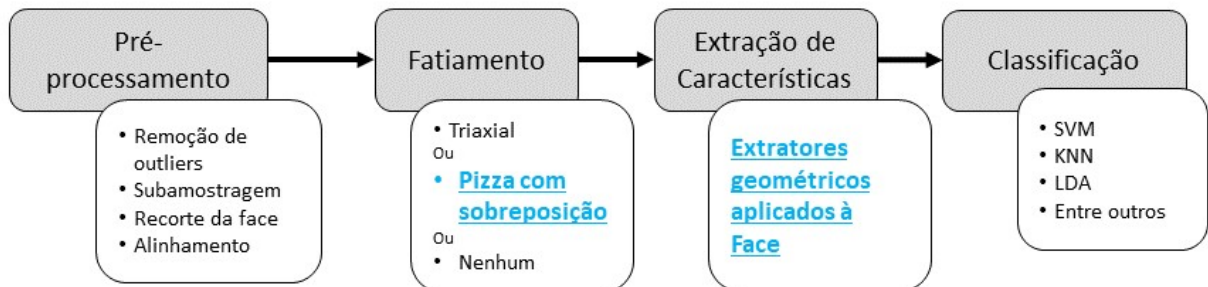 Pré-
processamento
• Remoção de
outliers
• Subamostragem
• Recorte da face
• Alinhamento
Fatiamento
• Triaxial
Ou
• Pizza com
sobreposição
Ou
• Nenhum
Extração de
Características
Extratores
geométricos
aplicados à
Face
Classificação
• SVM
• KNN
• LDA
• Entre outros